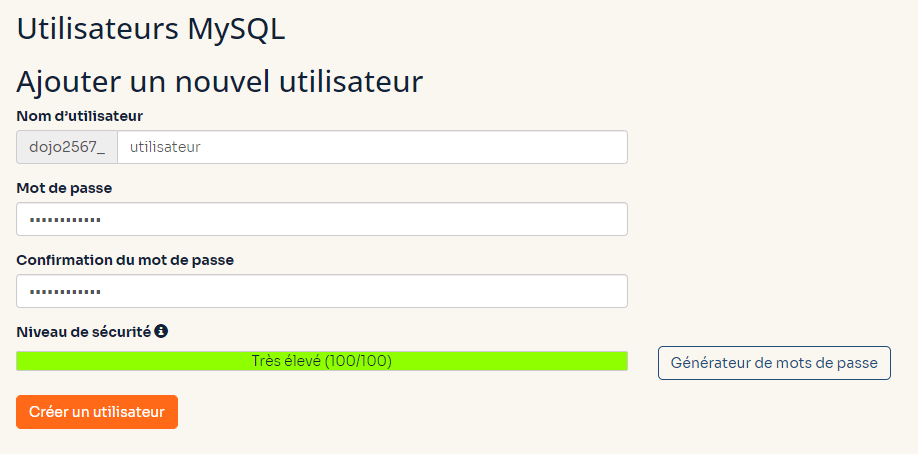 Utilisateurs MySQL
Ajouter un nouvel utilisateur
Nom d’utilisateur
dojo2567_ utilisateur
Mot de passe
••••••••••••
Confirmation du mot de passe
••••••••••••
Niveau de sécurité
Très élevé (100/100)
Générateur de mots de passe
Créer un utilisateur